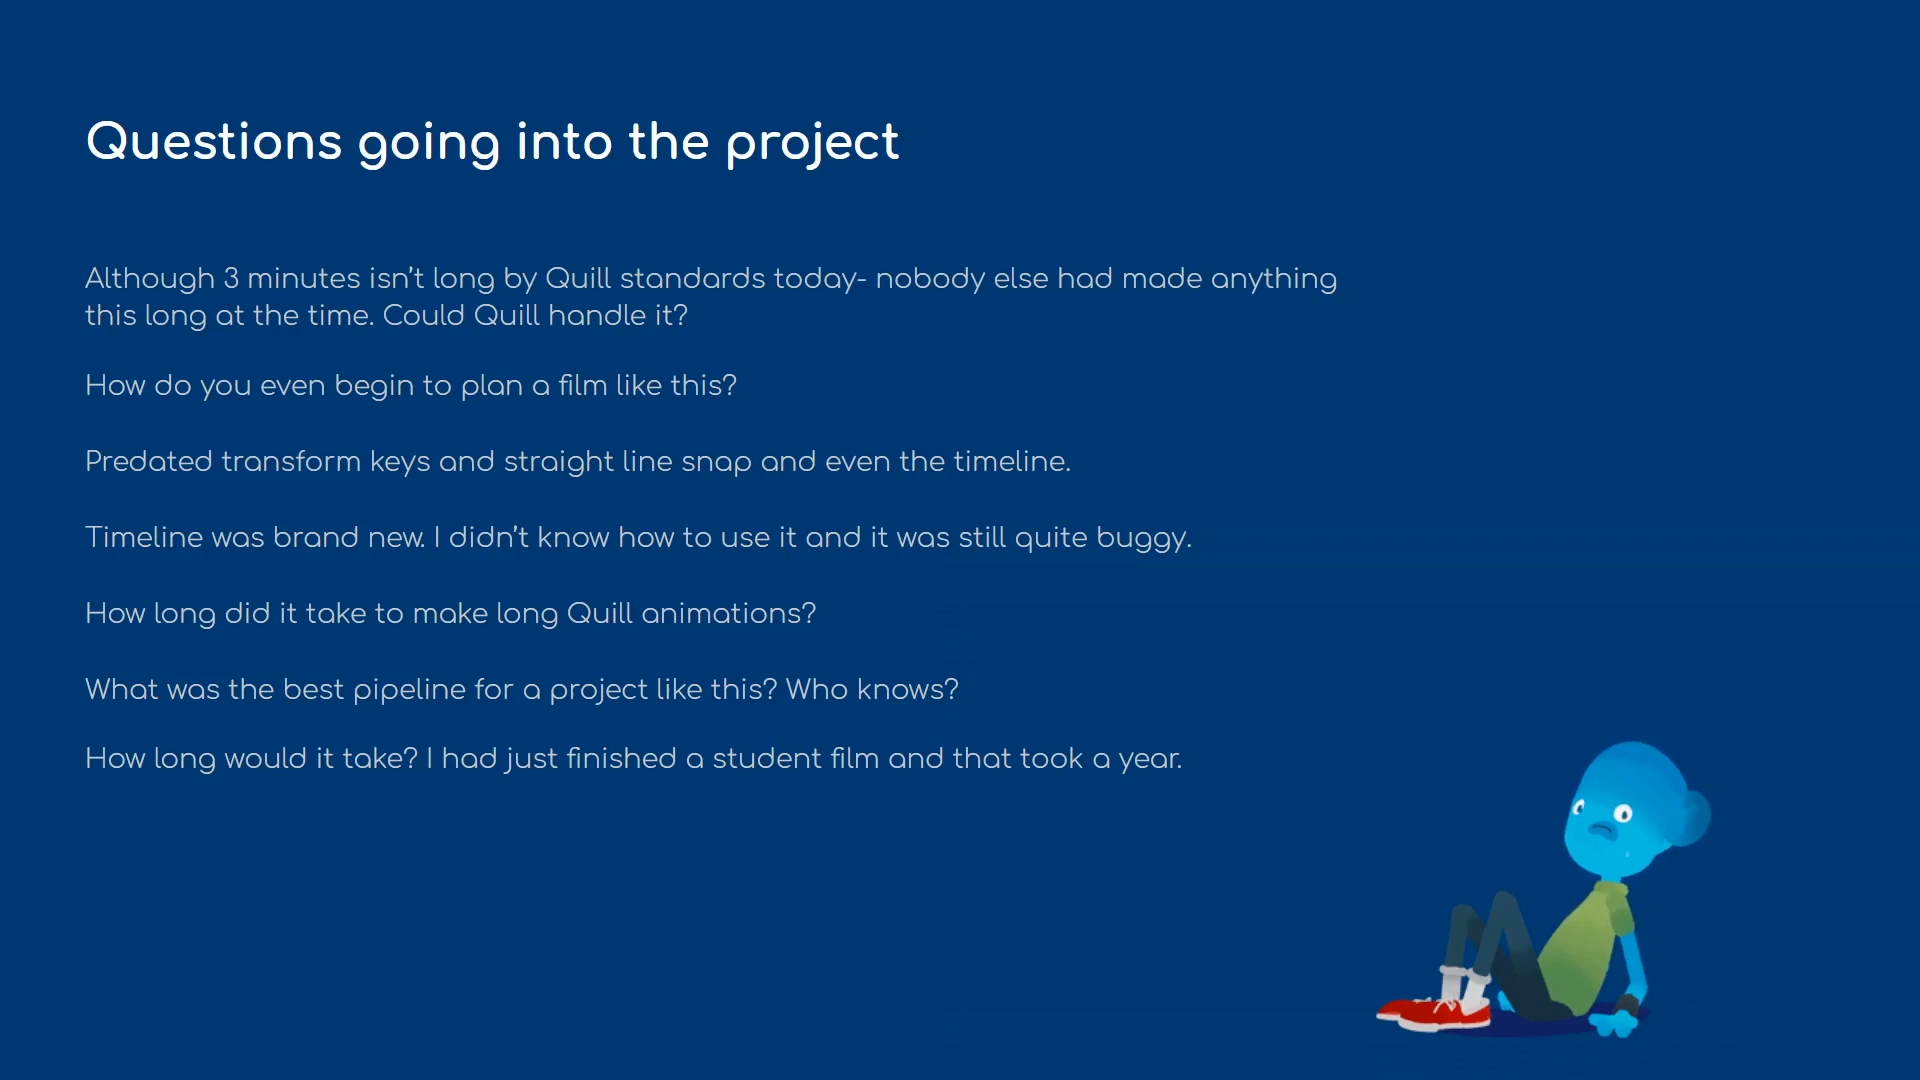 Questions going into the project
Although 3 minutes isn’t long by Quill standards today- nobody else had made anything
this long at the time. Could Quill handle it?
How do you even begin to plan a film like this?
Predated transform keys and straight line snap and even the timeline.
Timeline was brand new. I didn’t know how to use it and it was still quite buggy.
How long did it take to make long Quill animations?
What was the best pipeline for a project like this? Who knows?
How long would it take? I had just finished a student film and that took a year.